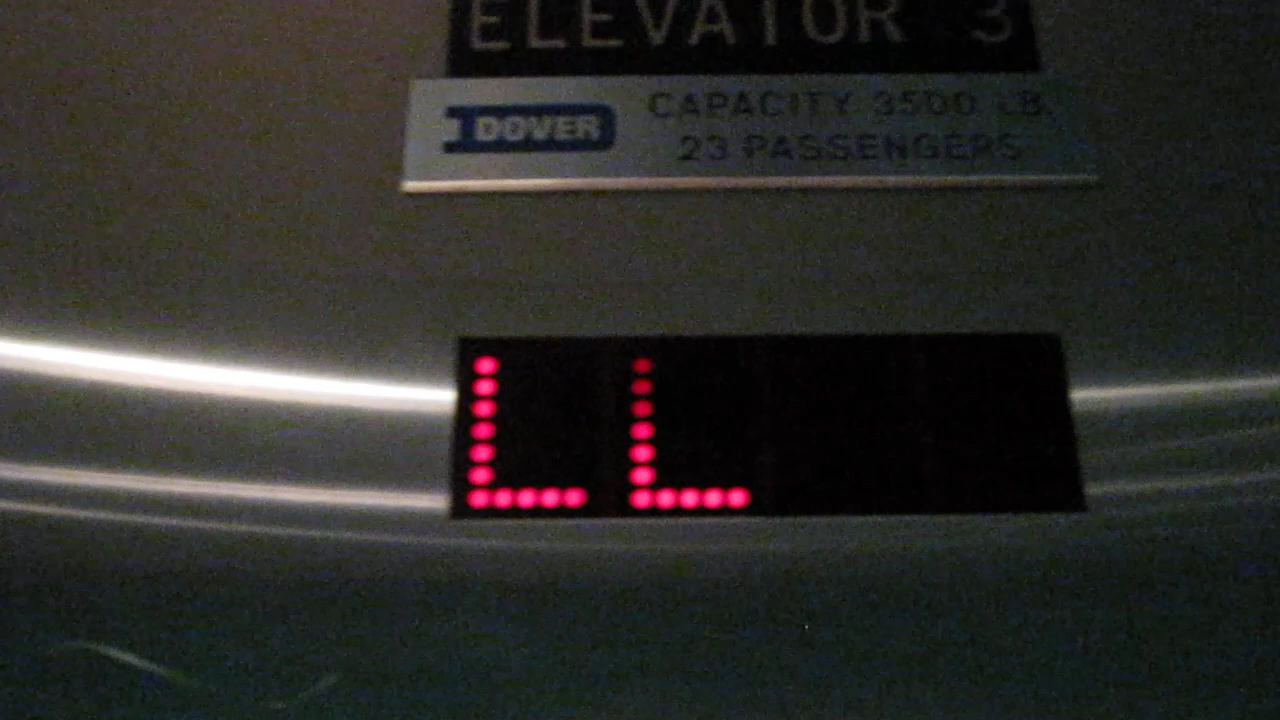 ELEVATOR 3
DOVER
CAPACITY 3500 LB.
23 PASSENGERS
LL